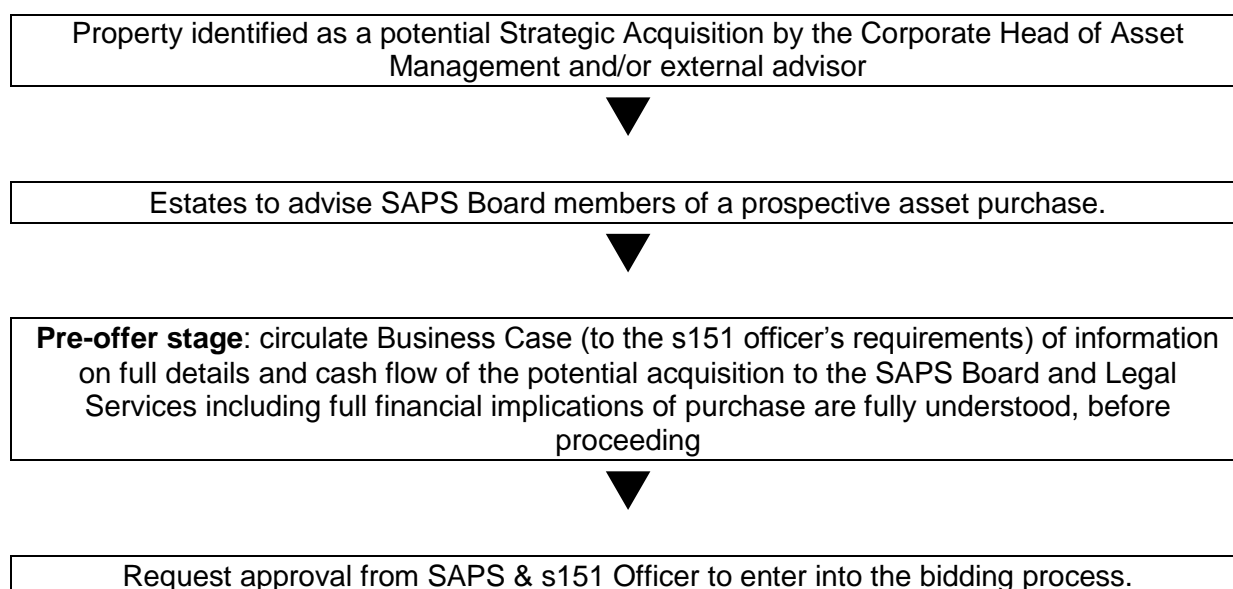 Property identified as a potential Strategic Acquisition by the Corporate Head of Asset
Management and/or external advisor
Estates to advise SAPS Board members of a prospective asset purchase.
Pre-offer stage: circulate Business Case (to the s151 officer’s requirements) of information
on full details and cash flow of the potential acquisition to the SAPS Board and Legal
Services including full financial implications of purchase are fully understood, before
proceeding
Request approval from SAPS & s151 Officer to enter into the bidding process.